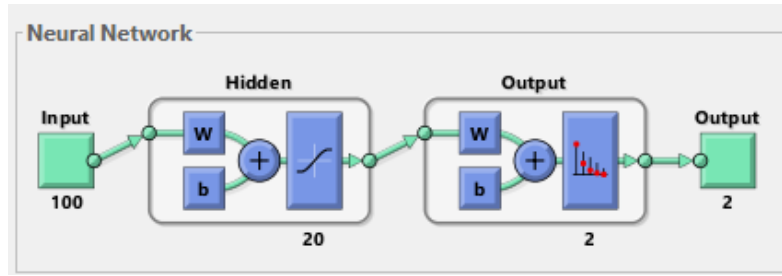 Neural Network
Hidden
Output
Input
Output
W
W
+
+
b
b
100
2
20
2